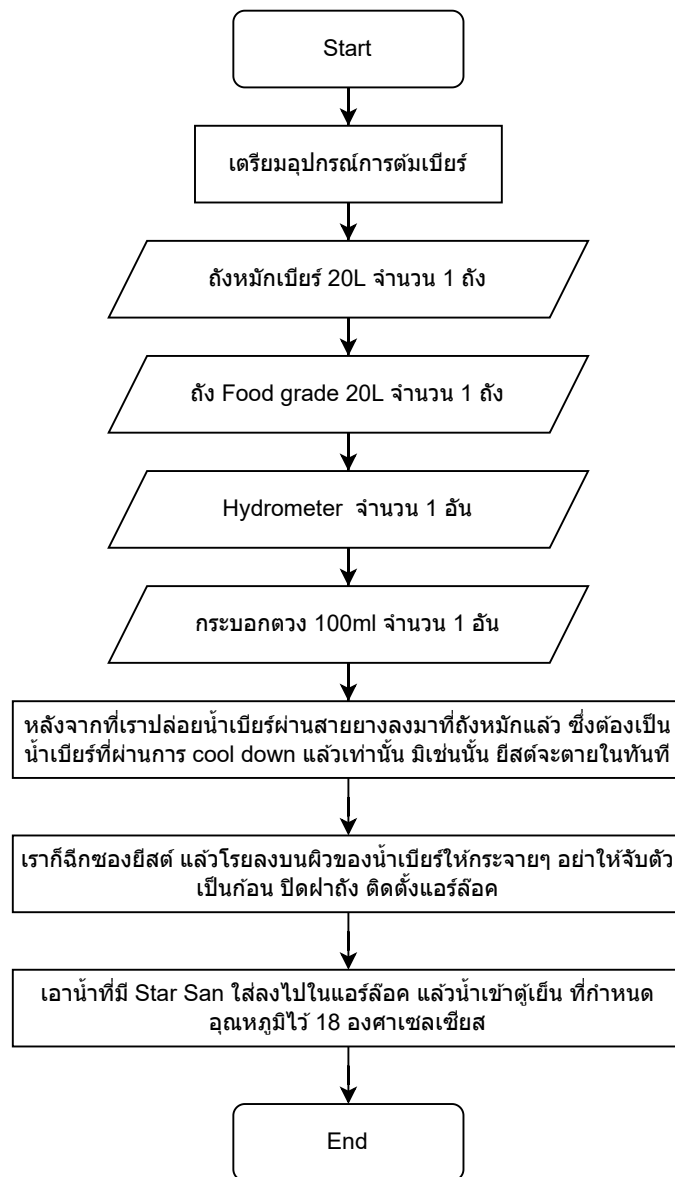 Start
เตรียมอุปกรณ์การต้มเบียร์
ถังหมักเบียร์ 20L จำนวน 1 ถัง
ถัง Food grade 20L จำนวน 1 ถัง
Hydrometer จำนวน 1 อัน
กระบอกตวง 100ml จำนวน 1 อัน
หลังจากที่เราปล่อยน้ำเบียร์ผ่านสายยางลงมาที่ถังหมักแล้ว ซึ่งต้องเป็น
น้ำเบียร์ที่ผ่านการ cool down แล้วเท่านั้น มิเช่นนั้น ยีสต์จะตายในทันที
เราก็ฉีกซองยีสต์ แล้วโรยลงบนผิวของน้ำเบียร์ให้กระจายๆ อย่าให้จับตัว
เป็นก้อน ปิดฝาถัง ติดตั้งแอร์ล๊อค
เอาน้ำที่มี Star San ใส่ลงไปในแอร์ล๊อค แล้วน้ำเข้าตู้เย็น ที่กำหนด
อุณหภูมิไว้ 18 องศาเซลเซียส
End